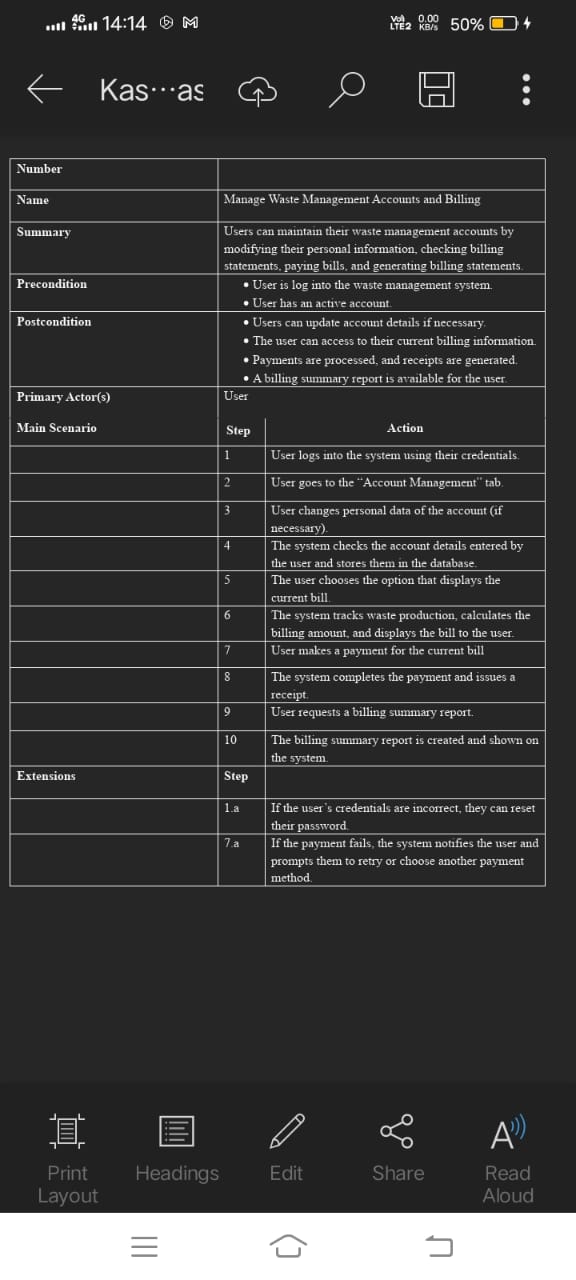 4G 14:14 M Vo) LTE2 0.00 KB/s 50%
Kas···as
Number
Name Manage Waste Management Accounts and Billing
Summary Users can maintain their waste management accounts by
modifying their personal information, checking billing
statements, paying bills, and generating billing statements.
Precondition • User is log into the waste management system.
• User has an active account.
Postcondition • Users can update account details if necessary.
• The user can access to their current billing information.
• Payments are processed, and receipts are generated.
• A billing summary report is available for the user.
Primary Actor(s) User
Main Scenario Step Action
1 User logs into the system using their credentials.
2 User goes to the “Account Management” tab.
3 User changes personal data of the account (if
necessary).
4 The system checks the account details entered by
the user and stores them in the database.
5 The user chooses the option that displays the
current bill.
6 The system tracks waste production, calculates the
billing amount, and displays the bill to the user.
7 User makes a payment for the current bill
8 The system completes the payment and issues a
receipt.
9 User requests a billing summary report.
10 The billing summary report is created and shown on
the system.
Extensions Step
1.a If the user’s credentials are incorrect, they can reset
their password.
7.a If the payment fails, the system notifies the user and
prompts them to retry or choose another payment
method.
Print Layout
Headings
Edit
Share
Read Aloud